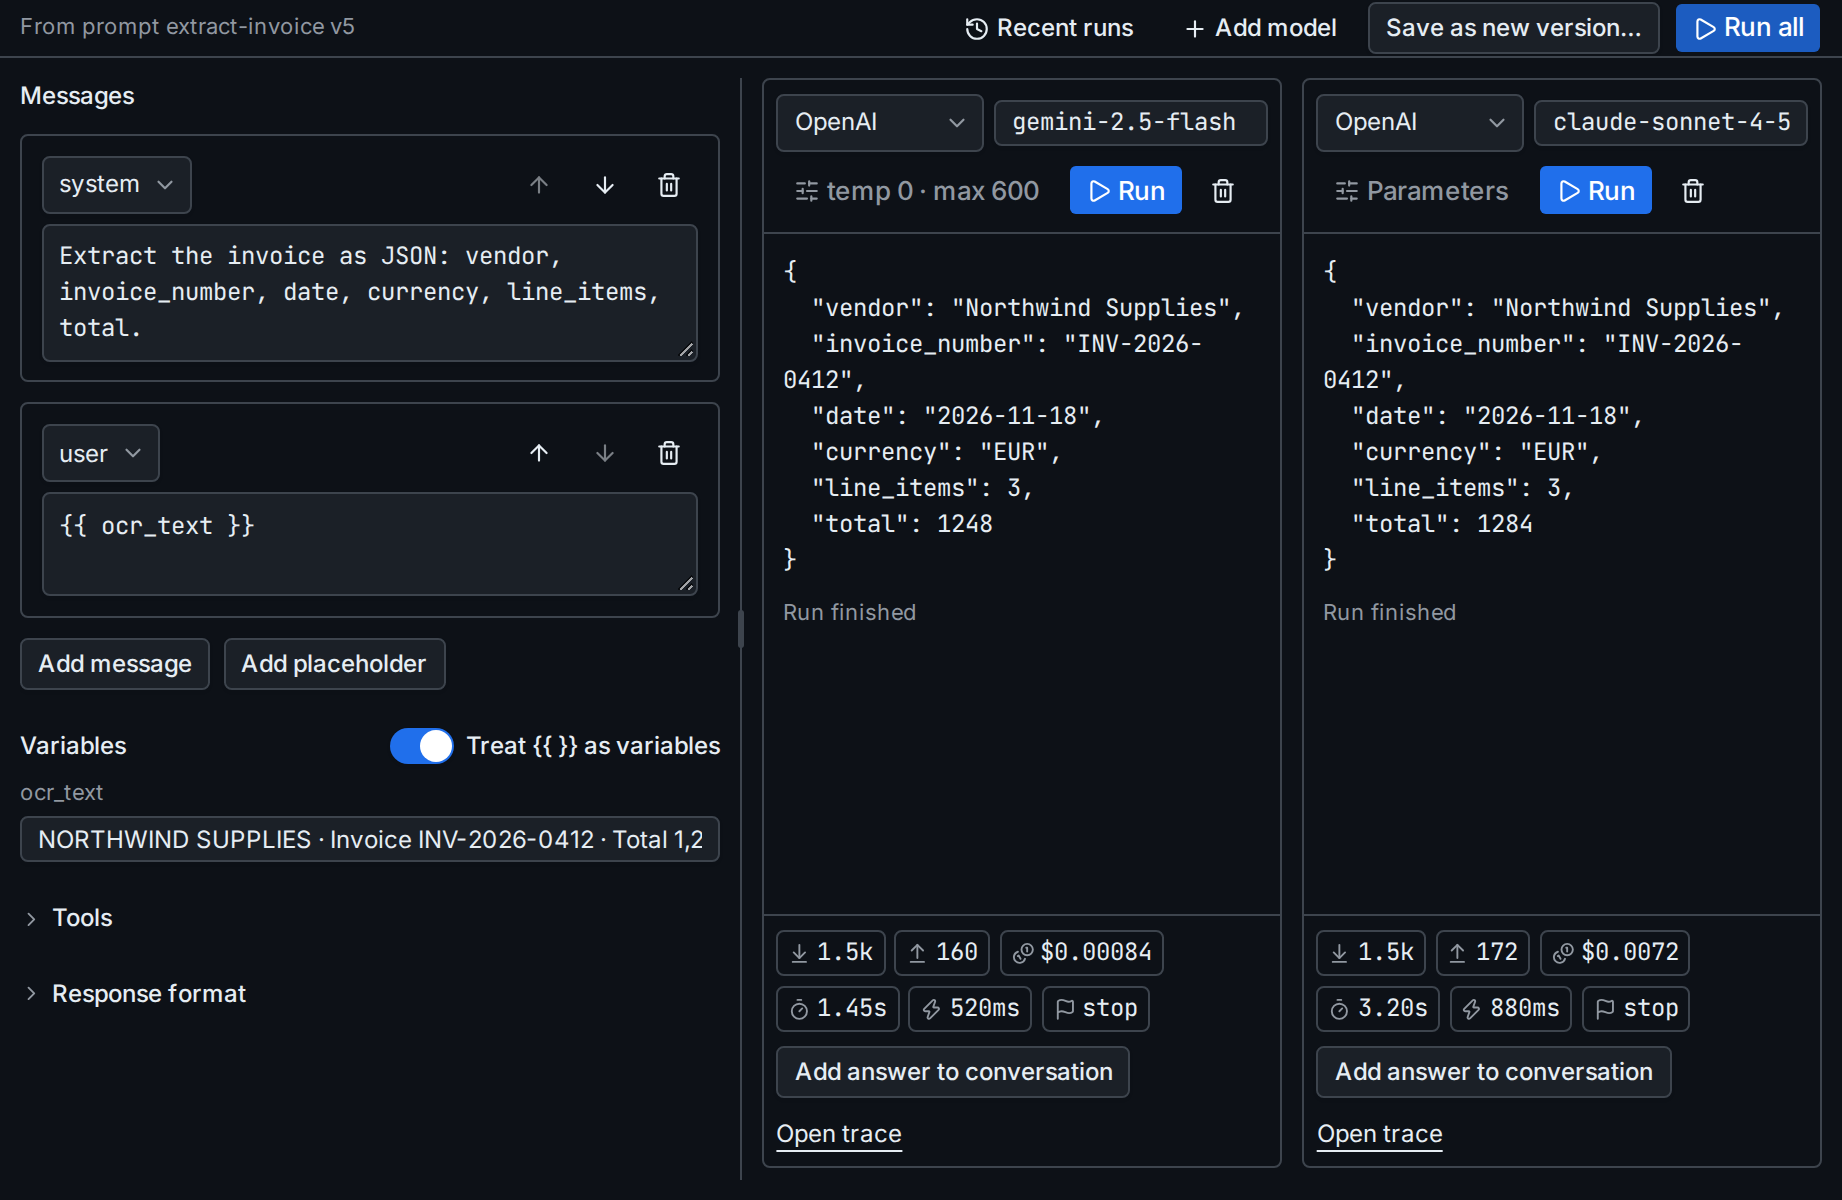 From prompt extract-invoice v5
Recent runs
Add model
Save as new version...
Run all
Messages
system
Extract the invoice as JSON: vendor,
invoice_number, date, currency, line_items,
total.
user
{{ ocr_text }}
Add message
Add placeholder
Variables
Treat {{ }} as variables
ocr_text
NORTHWIND SUPPLIES · Invoice INV-2026-0412 · Total 1,2
Tools
Response format
OpenAI
gemini-2.5-flash
temp 0 · max 600
Run
{
"vendor": "Northwind Supplies",
"invoice_number": "INV-2026-
0412",
"date": "2026-11-18",
"currency": "EUR",
"line_items": 3,
"total": 1248
}
Run finished
1.5k
160
$0.00084
1.45s
520ms
stop
Add answer to conversation
Open trace
OpenAI
claude-sonnet-4-5
Parameters
Run
{
"vendor": "Northwind Supplies",
"invoice_number": "INV-2026-
0412",
"date": "2026-11-18",
"currency": "EUR",
"line_items": 3,
"total": 1284
}
Run finished
1.5k
172
$0.0072
3.20s
880ms
stop
Add answer to conversation
Open trace